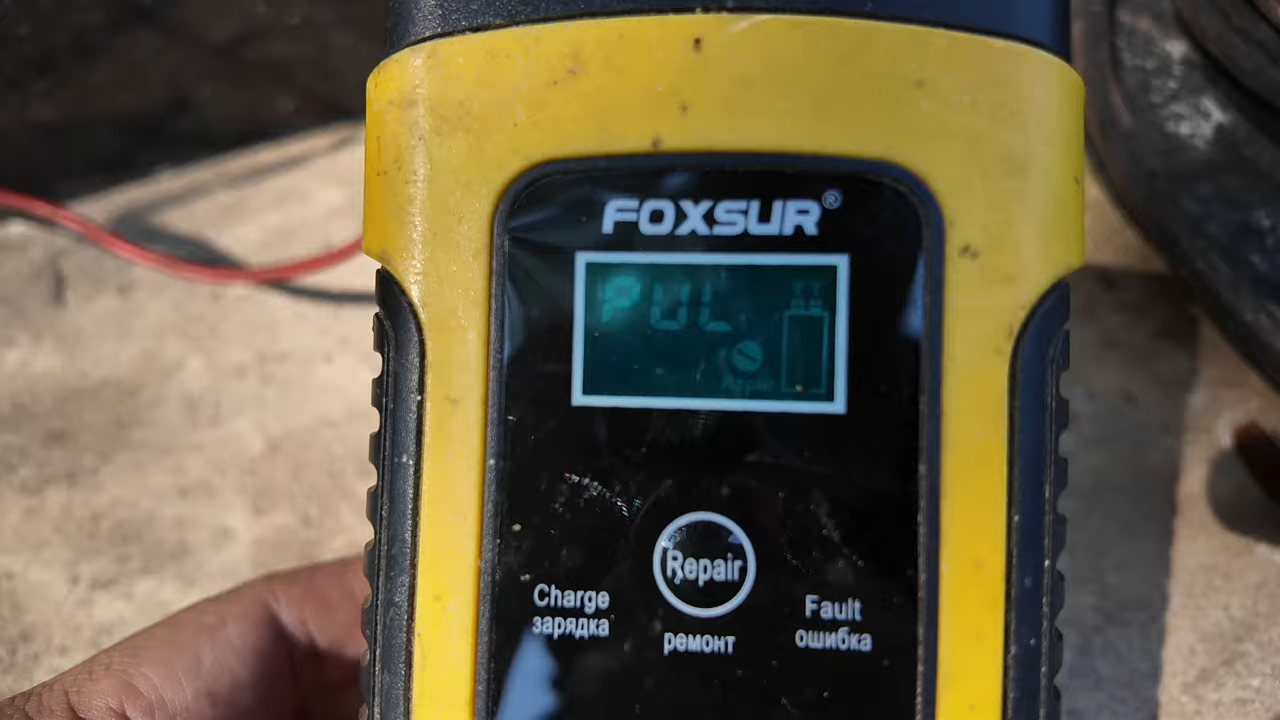 FOXSUR®
PUL
Repair
Repair
Charge
зарядка
ремонт
Fault
ошибка